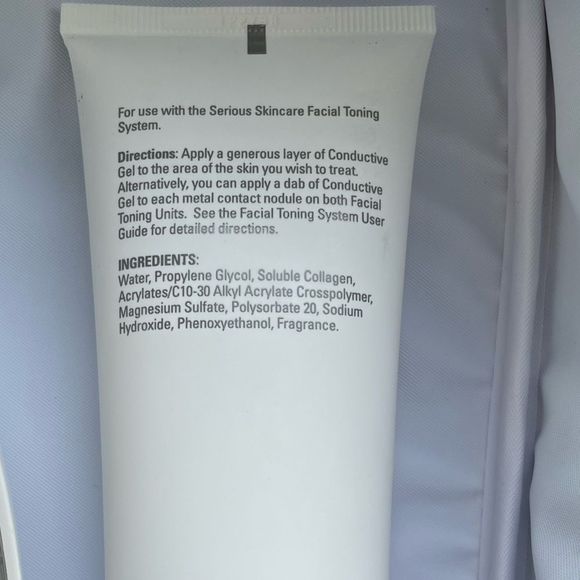 For use with the Serious Skincare Facial Toning
System.
Directions: Apply a generous layer of Conductive
Gel to the area of the skin you wish to treat.
Alternatively, you can apply a dab of Conductive
Gel to each metal contact nodule on both Facial
Toning Units. See the Facial Toning System User
Guide for detailed directions.
INGREDIENTS:
Water, Propylene Glycol, Soluble Collagen,
Acrylates/C10-30 Alkyl Acrylate Crosspolymer,
Magnesium Sulfate, Polysorbate 20, Sodium
Hydroxide, Phenoxyethanol, Fragrance.